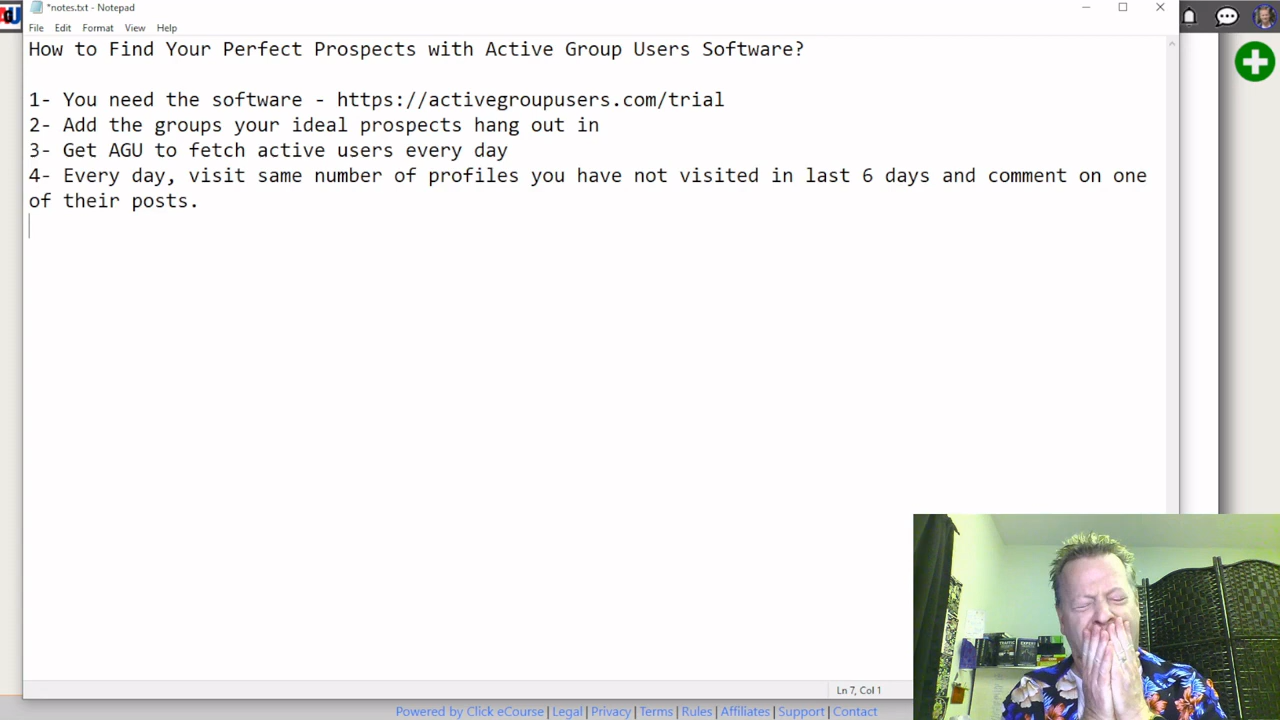 *notes.txt - Notepad
File Edit Format View Help
How to Find Your Perfect Prospects with Active Group Users Software?
1- You need the software - https://activegroupusers.com/trial
2- Add the groups your ideal prospects hang out in
3- Get AGU to fetch active users every day
4- Every day, visit same number of profiles you have not visited in last 6 days and comment on one
of their posts.
Ln 7, Col 1
Powered by Click eCourse | Legal | Privacy | Terms | Rules | Affiliates | Support | Contact